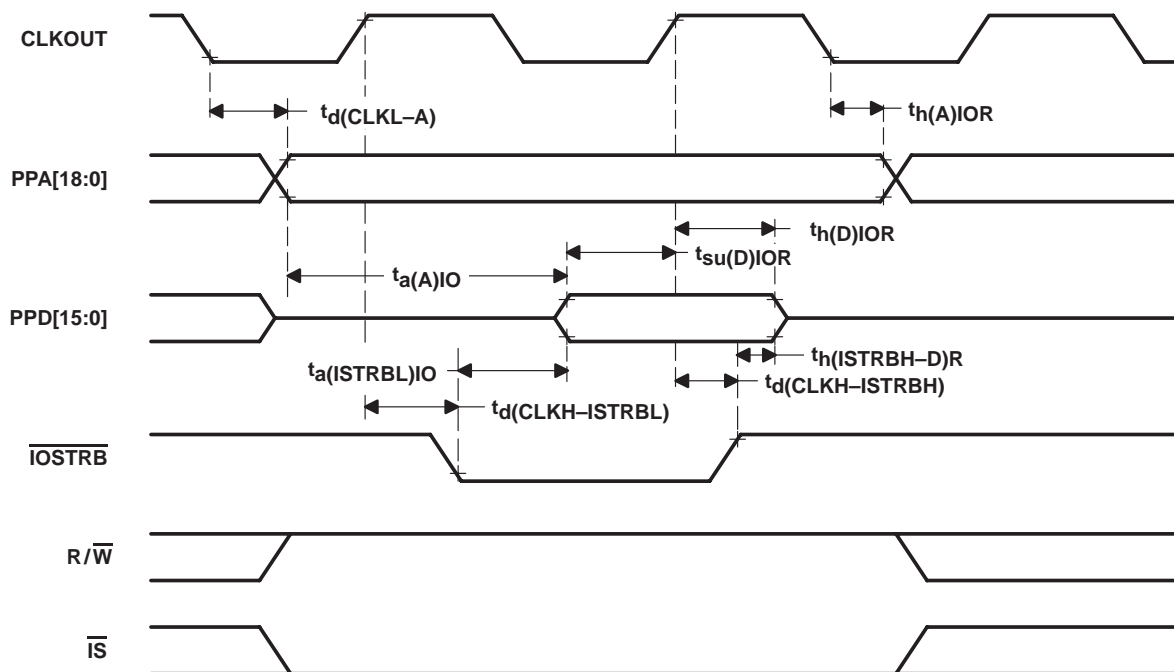 CLKOUT
td(CLKL–A)
th(A)IOR
PPA[18:0]
th(D)IOR
tsu(D)IOR
ta(A)IO
PPD[15:0]
th(ISTRBH–D)R
ta(ISTRBL)IO
td(CLKH–ISTRBH)
td(CLKH–ISTRBL)
IOSTRB
R/W
IS